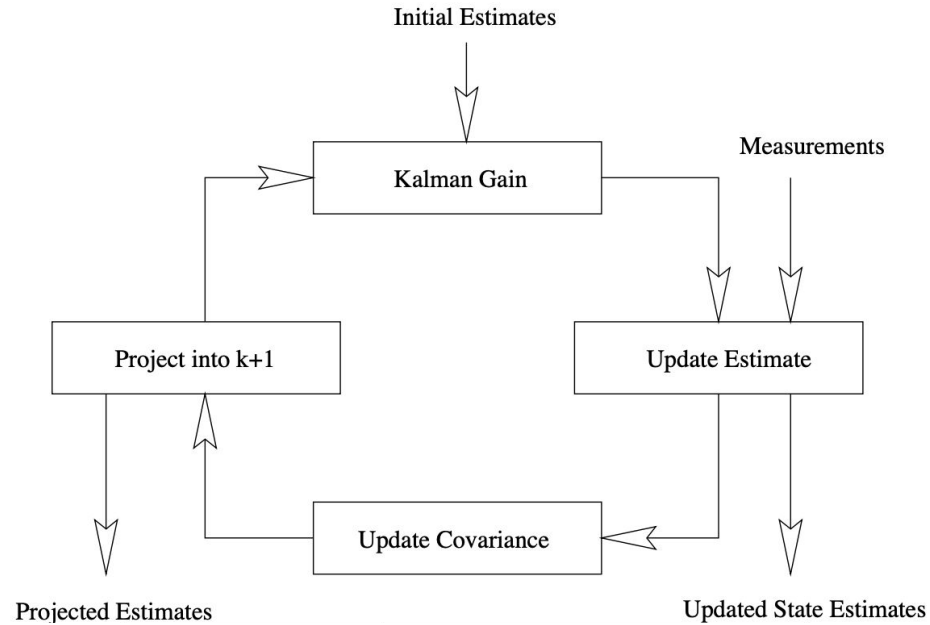 Initial Estimates
Measurements
Kalman Gain
Project into k+1
Update Estimate
Update Covariance
Projected Estimates
Updated State Estimates